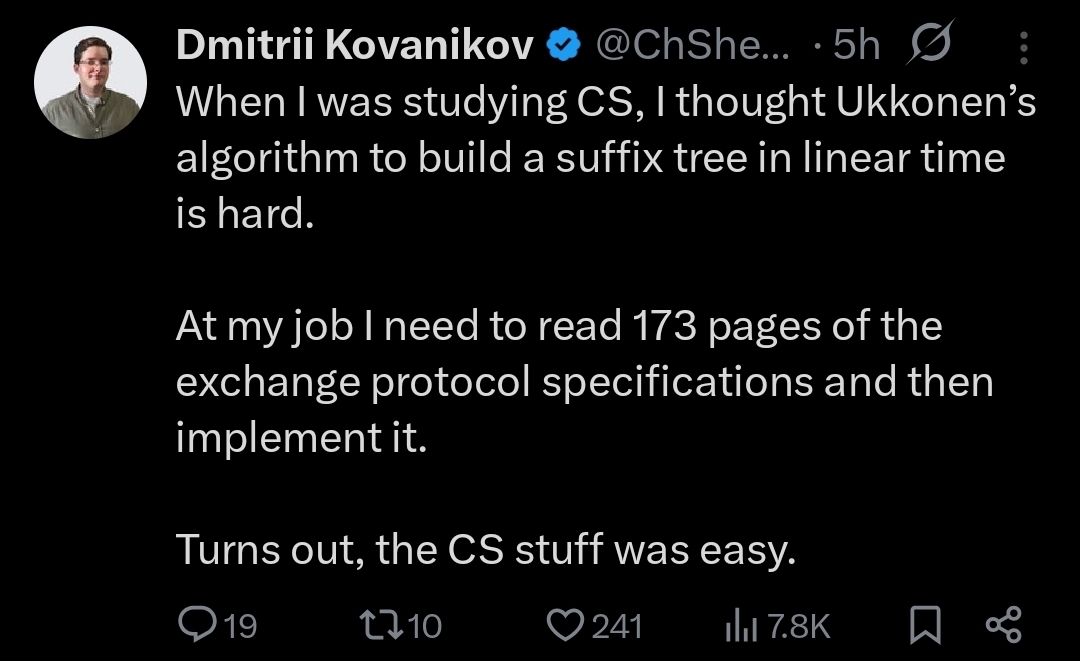 Dmitrii Kovanikov @ChShe... · 5h
When I was studying CS, I thought Ukkonen’s
algorithm to build a suffix tree in linear time
is hard.
At my job I need to read 173 pages of the
exchange protocol specifications and then
implement it.
Turns out, the CS stuff was easy.
19 10 241 7.8K